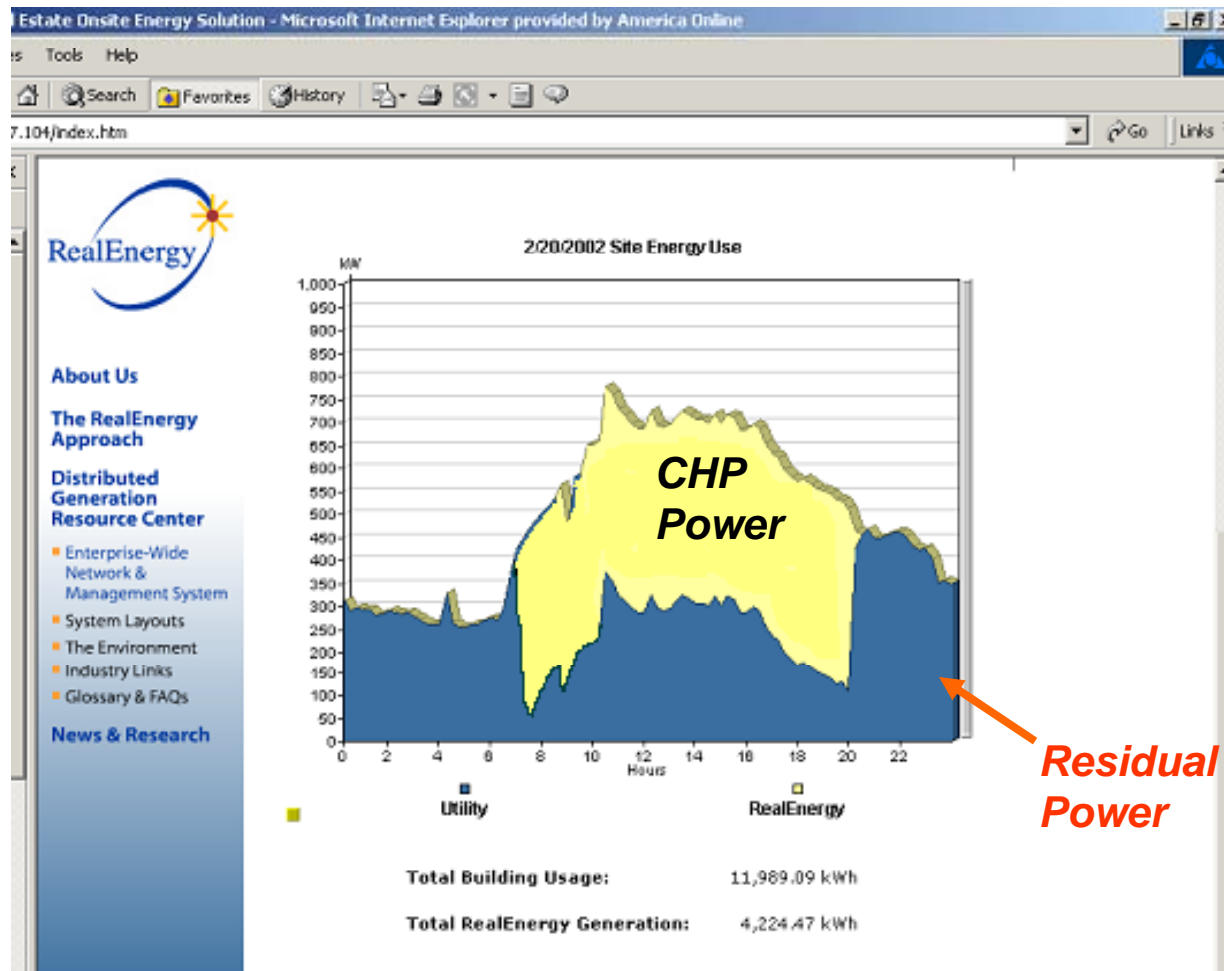 l Estate Onsite Energy Solution - Microsoft Internet Explorer provided by America Online
es Tools Help
Search Favorites History
7.104/index.htm Go Links
RealEnergy
2/20/2002 Site Energy Use
kW
1,000
950
900
850
800
750
700
650
600
550
500
450
400
350
300
250
200
150
100
50
0
0 2 4 6 8 10 12 14 16 18 20 22
Hours
CHP
Power
Utility RealEnergy
Residual
Power
About Us
The RealEnergy
Approach
Distributed
Generation
Resource Center
Enterprise-Wide
Network &
Management System
System Layouts
The Environment
Industry Links
Glossary & FAQs
News & Research
Total Building Usage: 11,989.09 kWh
Total RealEnergy Generation: 4,224.47 kWh